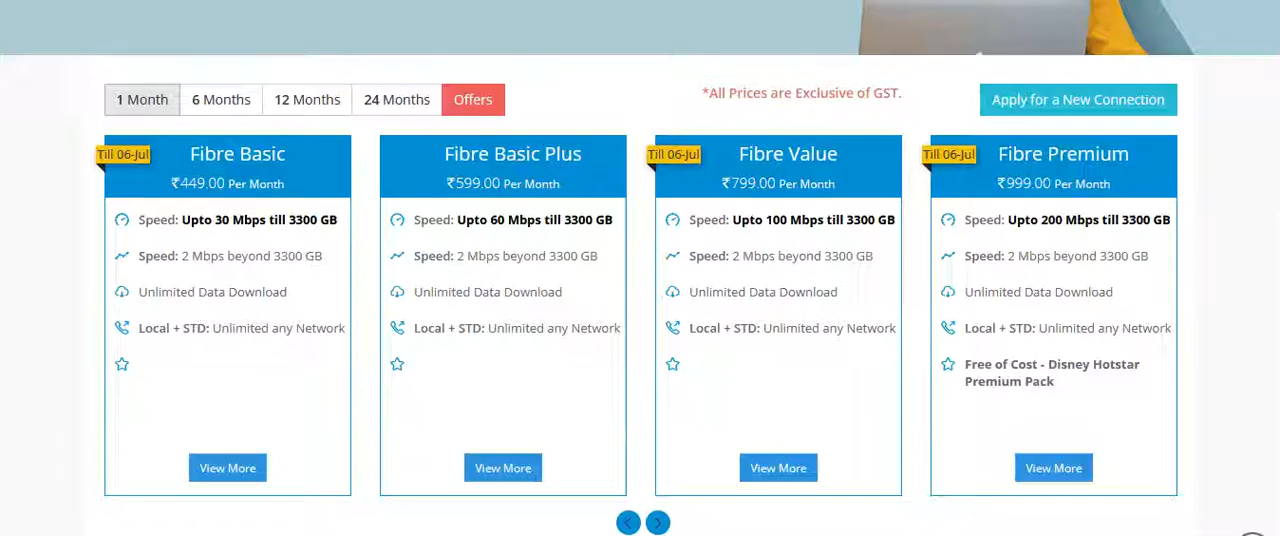 1 Month 6 Months 12 Months 24 Months Offers *All Prices are Exclusive of GST. Apply for a New Connection
Till 06-Jul Fibre Basic
₹449.00 Per Month
Speed: Upto 30 Mbps till 3300 GB
Speed: 2 Mbps beyond 3300 GB
Unlimited Data Download
Local + STD: Unlimited any Network
View More
Fibre Basic Plus
₹599.00 Per Month
Speed: Upto 60 Mbps till 3300 GB
Speed: 2 Mbps beyond 3300 GB
Unlimited Data Download
Local + STD: Unlimited any Network
View More
Till 06-Jul Fibre Value
₹799.00 Per Month
Speed: Upto 100 Mbps till 3300 GB
Speed: 2 Mbps beyond 3300 GB
Unlimited Data Download
Local + STD: Unlimited any Network
View More
Till 06-Jul Fibre Premium
₹999.00 Per Month
Speed: Upto 200 Mbps till 3300 GB
Speed: 2 Mbps beyond 3300 GB
Unlimited Data Download
Local + STD: Unlimited any Network
Free of Cost - Disney Hotstar
Premium Pack
View More